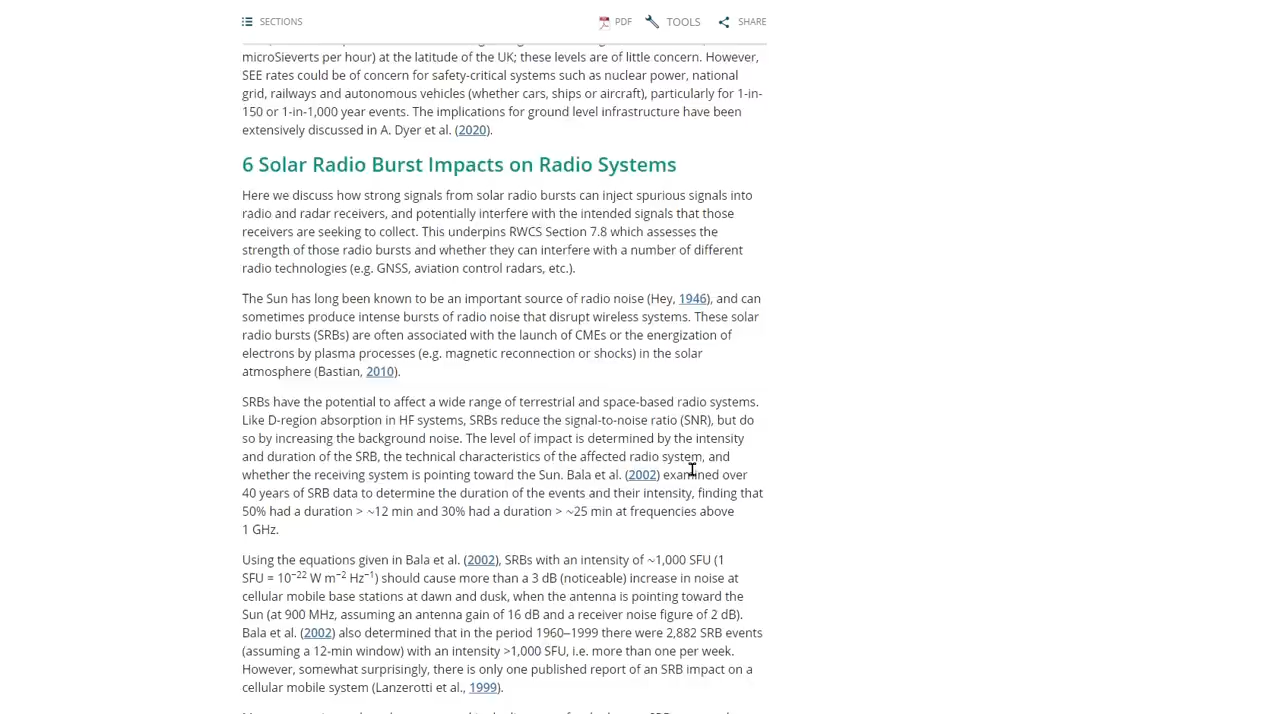 SECTIONS
PDF
TOOLS
SHARE
microSieverts per hour) at the latitude of the UK; these levels are of little concern. However,
SEE rates could be of concern for safety-critical systems such as nuclear power, national
grid, railways and autonomous vehicles (whether cars, ships or aircraft), particularly for 1-in-
150 or 1-in-1,000 year events. The implications for ground level infrastructure have been
extensively discussed in A. Dyer et al. (2020).
6 Solar Radio Burst Impacts on Radio Systems
Here we discuss how strong signals from solar radio bursts can inject spurious signals into
radio and radar receivers, and potentially interfere with the intended signals that those
receivers are seeking to collect. This underpins RWCS Section 7.8 which assesses the
strength of those radio bursts and whether they can interfere with a number of different
radio technologies (e.g. GNSS, aviation control radars, etc.).
The Sun has long been known to be an important source of radio noise (Hey, 1946), and can
sometimes produce intense bursts of radio noise that disrupt wireless systems. These solar
radio bursts (SRBs) are often associated with the launch of CMEs or the energization of
electrons by plasma processes (e.g. magnetic reconnection or shocks) in the solar
atmosphere (Bastian, 2010).
SRBs have the potential to affect a wide range of terrestrial and space-based radio systems.
Like D-region absorption in HF systems, SRBs reduce the signal-to-noise ratio (SNR), but do
so by increasing the background noise. The level of impact is determined by the intensity
and duration of the SRB, the technical characteristics of the affected radio system, and
whether the receiving system is pointing toward the Sun. Bala et al. (2002) examined over
40 years of SRB data to determine the duration of the events and their intensity, finding that
50% had a duration > ~12 min and 30% had a duration > ~25 min at frequencies above
1 GHz.
Using the equations given in Bala et al. (2002), SRBs with an intensity of ~1,000 SFU (1
SFU = 10⁻²² W m⁻² Hz⁻¹) should cause more than a 3 dB (noticeable) increase in noise at
cellular mobile base stations at dawn and dusk, when the antenna is pointing toward the
Sun (at 900 MHz, assuming an antenna gain of 16 dB and a receiver noise figure of 2 dB).
Bala et al. (2002) also determined that in the period 1960–1999 there were 2,882 SRB events
(assuming a 12-min window) with an intensity >1,000 SFU, i.e. more than one per week.
However, somewhat surprisingly, there is only one published report of an SRB impact on a
cellular mobile system (Lanzerotti et al., 1999).